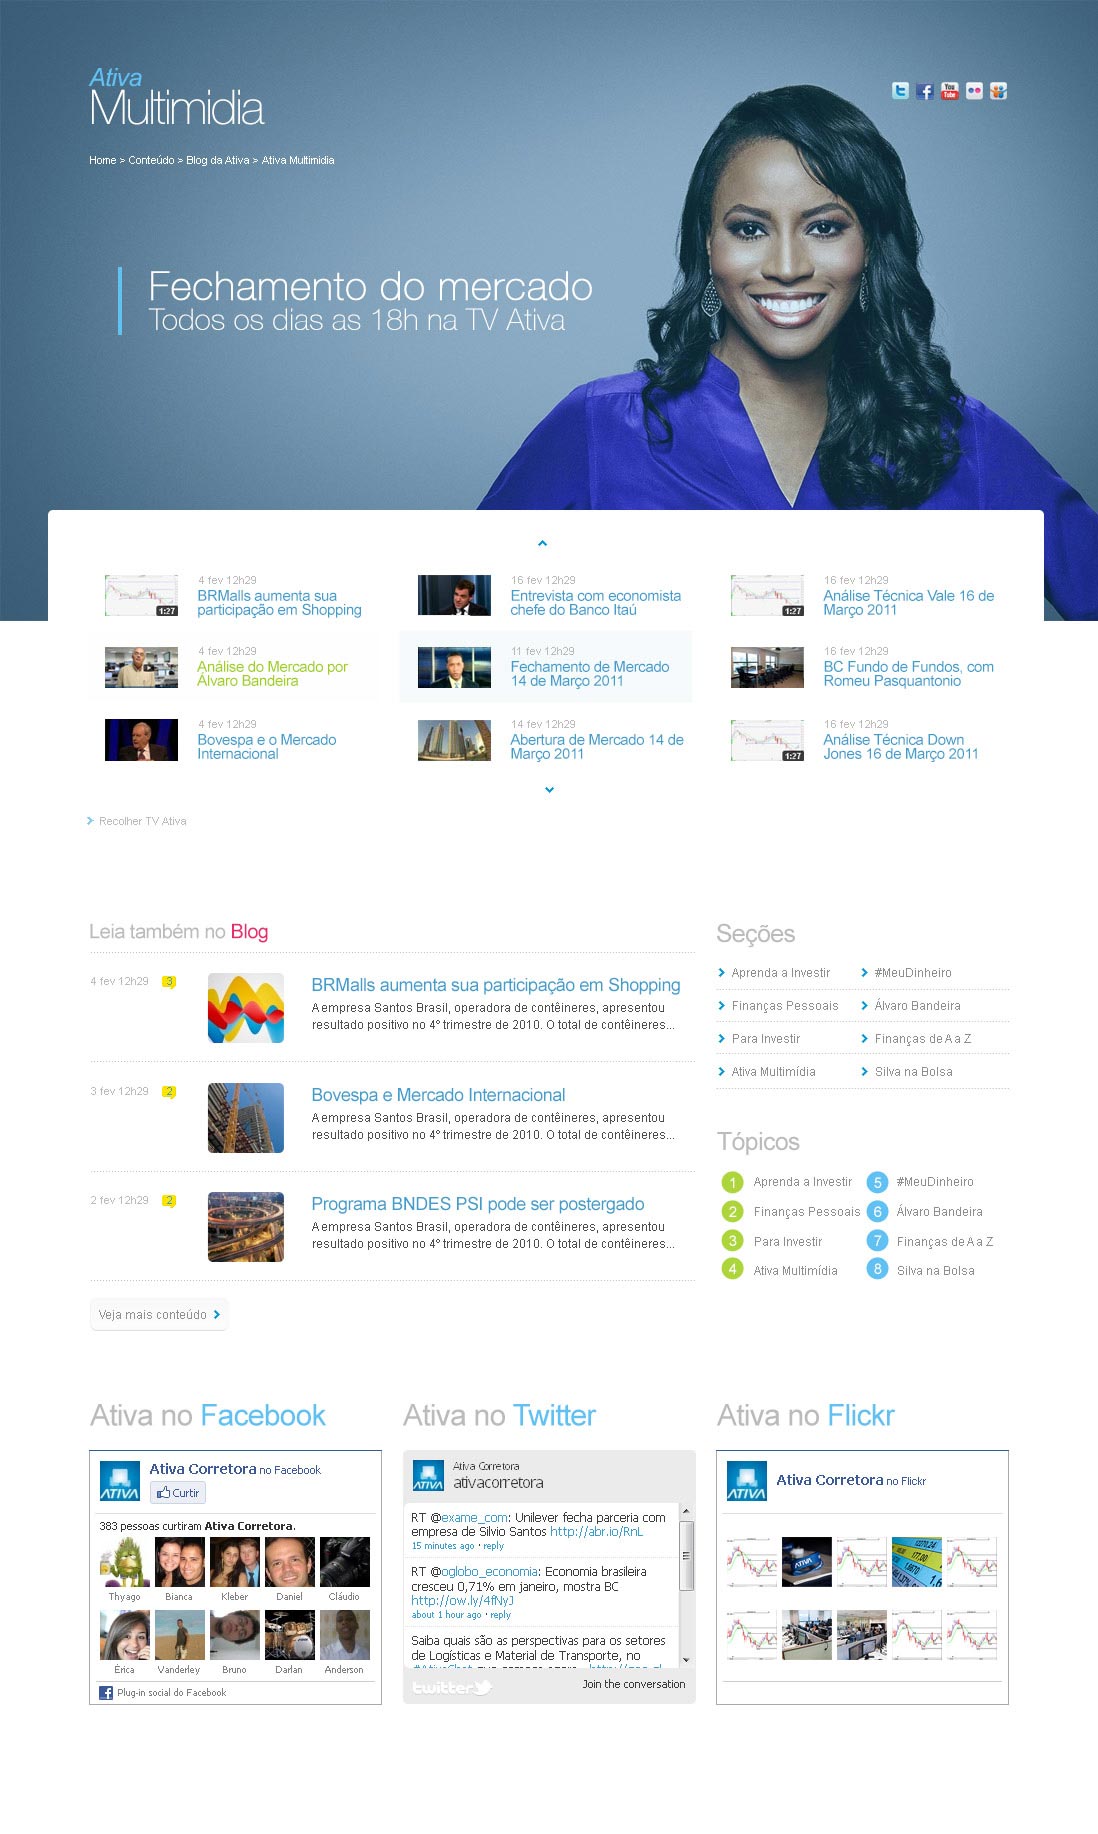 Ativa
Multimidia
Home > Conteúdo > Blog da Ativa > Ativa Multimidia
Fechamento do mercado
Todos os dias as 18h na TV Ativa
4 fev 12h29
BRMalls aumenta sua
participação em Shopping
1:27
16 fev 12h29
Entrevista com economista
chefe do Banco Itaú
16 fev 12h29
Análise Técnica Vale 16 de
Março 2011
1:27
4 fev 12h29
Análise do Mercado por
Álvaro Bandeira
11 fev 12h29
Fechamento de Mercado
14 de Março 2011
16 fev 12h29
BC Fundo de Fundos, com
Romeu Pasquantonio
4 fev 12h29
Bovespa e o Mercado
Internacional
14 fev 12h29
Abertura de Mercado 14 de
Março 2011
16 fev 12h29
Análise Técnica Down
Jones 16 Março 2011
1:27
Recolher TV Ativa
Leia também no Blog
4 fev 12h29 3
BRMalls aumenta sua participação em Shopping
A empresa Santos Brasil, operadora de contêineres, apresentou
resultado positivo no 4º trimestre de 2010. O total de contêineres...
3 fev 12h29 2
Bovespa e Mercado Internacional
A empresa Santos Brasil, operadora de contêineres, apresentou
resultado positivo no 4º trimestre de 2010. O total de contêineres...
2 fev 12h29 2
Programa BNDES PSI pode ser postergado
A empresa Santos Brasil, operadora de contêineres, apresentou
resultado positivo no 4º trimestre de 2010. O total de contêineres...
Veja mais conteúdo
Seções
Aprenda a Investir #MeuDinheiro
Finanças Pessoais Álvaro Bandeira
Para Investir Finanças de A a Z
Ativa Multimídia Silva na Bolsa
Tópicos
1 Aprenda a Investir 5 #MeuDinheiro
2 Finanças Pessoais 6 Álvaro Bandeira
3 Para Investir 7 Finanças de A a Z
4 Ativa Multimídia 8 Silva na Bolsa
Ativa no Facebook
ATIVA
Ativa Corretora no Facebook
Curtir
383 pessoas curtiram Ativa Corretora.
Thyago Bianca Kleber Daniel Cláudio
Érica Vanderley Bruno Darlan Anderson
Plug-in social do Facebook
Ativa no Twitter
ATIVA
Ativa Corretora
ativacorretora
RT @exame_com: Unilever fecha parceria com
empresa de Silvio Santos http://abr.io/RnL
15 minutes ago · reply
RT @oglobo_economia: Economia brasileira
cresceu 0,71% em janeiro, mostra BC
http://ow.ly/4fNyJ
about 1 hour ago · reply
Saiba quais são as perspectivas para os setores
de Logísticas e Material de Transporte, no
twitter
Join the conversation
Ativa no Flickr
ATIVA
Ativa Corretora no Flickr
ATIVA